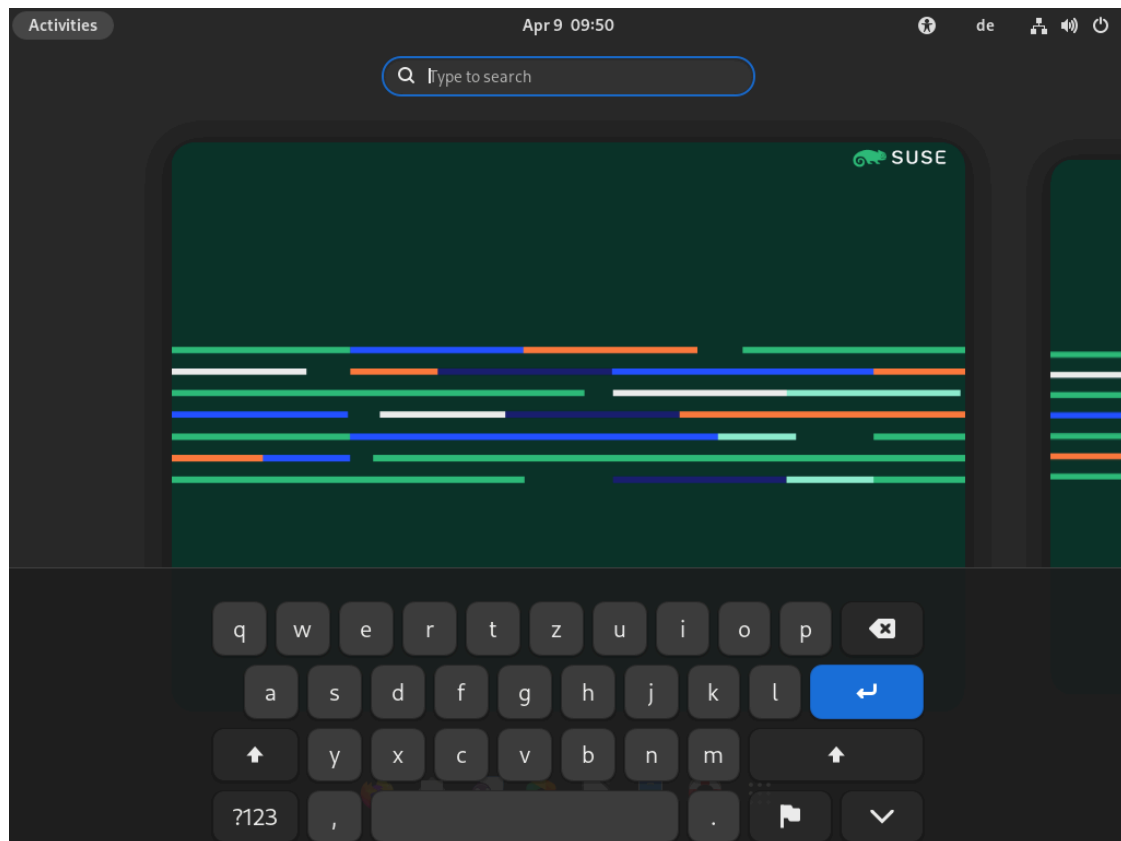 Activities Apr 9 09:50 de
Type to search
SUSE
q w e r t z u i o p
a s d f g h j k l
y x c v b n m
?123 , .